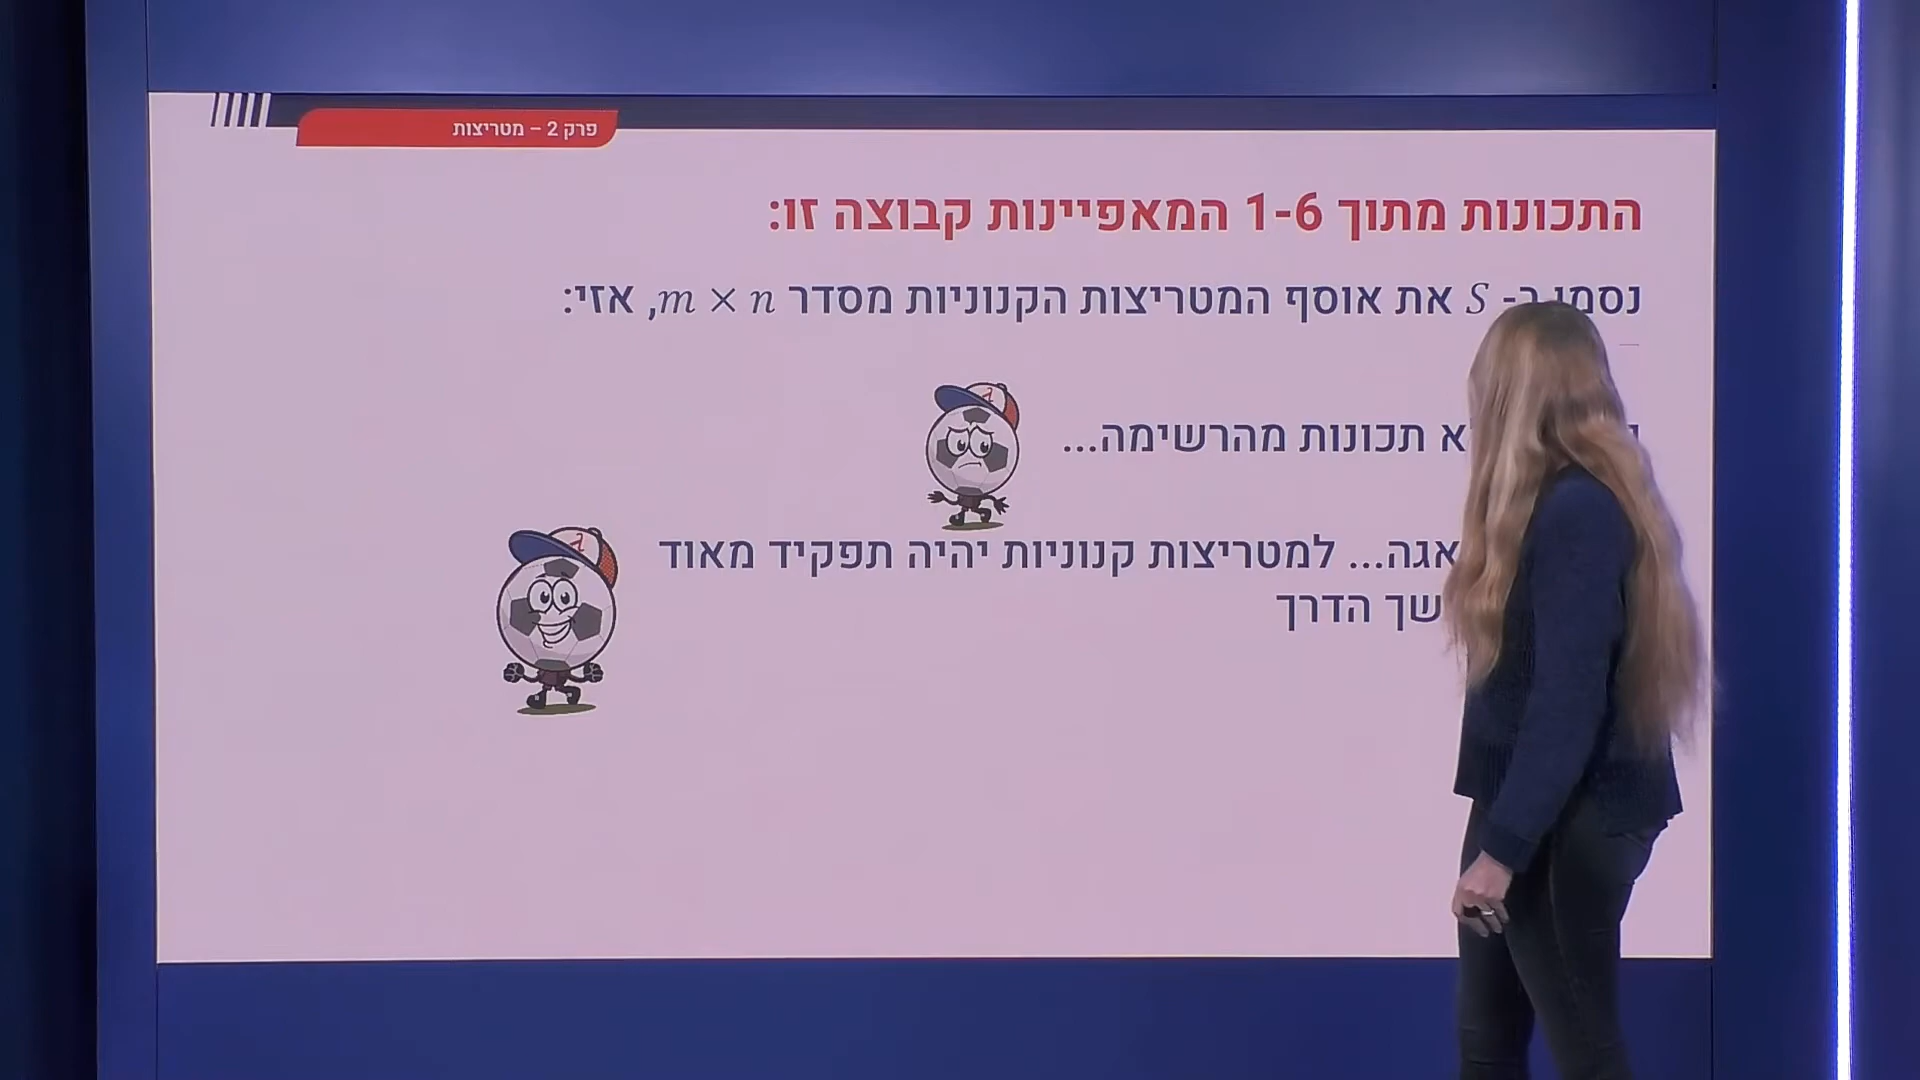 פרק 2 – מטריצות
התכונות מתוך 1-6 המאפיינות קבוצה זו:
נסמן ב- S את אוסף המטריצות הקנוניות מסדר m × n, אזי:
תכונות מהרשימה...
למטריצות קנוניות יהיה תפקיד מאוד
הדרך